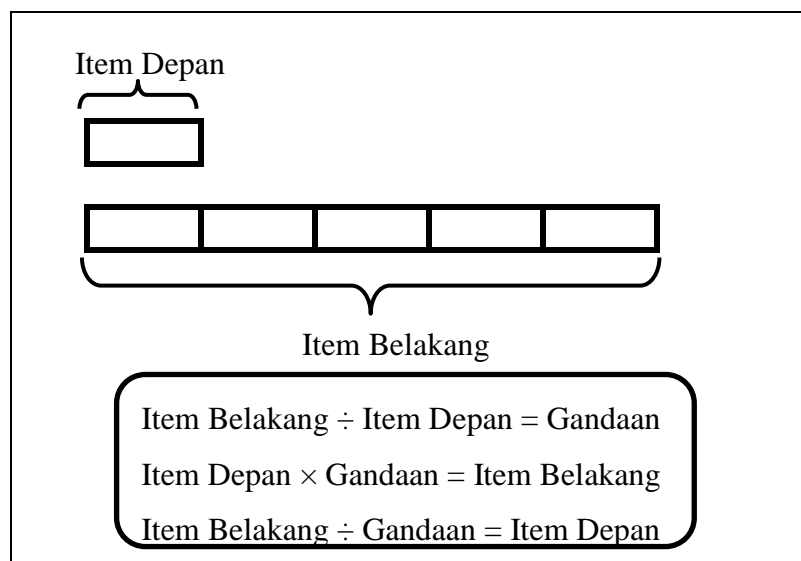 Item Depan
Item Belakang
Item Belakang ÷ Item Depan = Gandaan
Item Depan × Gandaan = Item Belakang
Item Belakang ÷ Gandaan = Item Depan